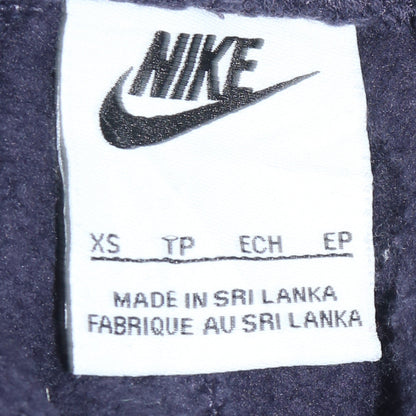 NIKE
XS TP ECH EP
MADE IN SRI LANKA
FABRIQUE AU SRI LANKA